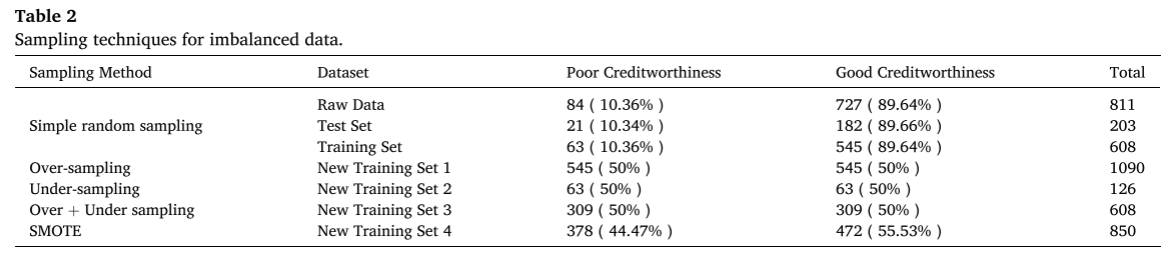 Table 2
Sampling techniques for imbalanced data.
Sampling Method Dataset Poor Creditworthiness Good Creditworthiness Total
Raw Data 84 ( 10.36% ) 727 ( 89.64% ) 811
Simple random sampling Test Set 21 ( 10.34% ) 182 ( 89.66% ) 203
Training Set 63 ( 10.36% ) 545 ( 89.64% ) 608
Over-sampling New Training Set 1 545 ( 50% ) 545 ( 50% ) 1090
Under-sampling New Training Set 2 63 ( 50% ) 63 ( 50% ) 126
Over + Under sampling New Training Set 3 309 ( 50% ) 309 ( 50% ) 608
SMOTE New Training Set 4 378 ( 44.47% ) 472 ( 55.53% ) 850